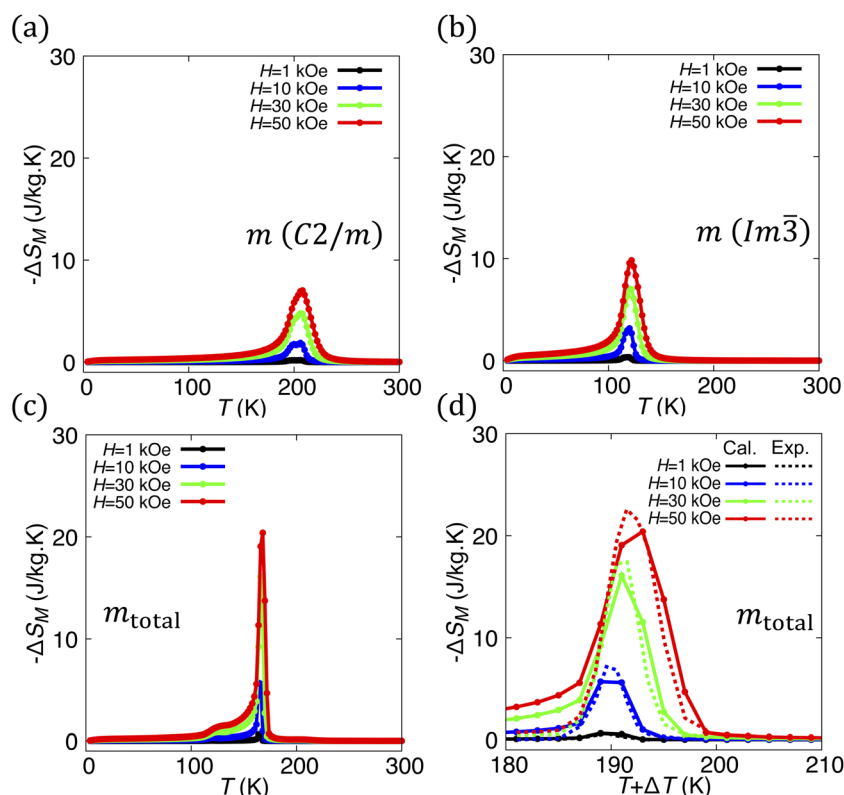 (a)
30
20
10
0
-ΔS_M (J/kg.K)
H=1 kOe
H=10 kOe
H=30 kOe
H=50 kOe
m (C2/m)
0 100 200 300
T (K)
(b)
30
20
10
0
-ΔS_M (J/kg.K)
H=1 kOe
H=10 kOe
H=30 kOe
H=50 kOe
m (Im3̅)
0 100 200 300
T (K)
(c)
30
20
10
0
-ΔS_M (J/kg.K)
H=1 kOe
H=10 kOe
H=30 kOe
H=50 kOe
m_total
0 100 200 300
T (K)
(d)
30
20
10
0
-ΔS_M (J/kg.K)
Cal. Exp.
H=1 kOe
H=10 kOe
H=30 kOe
H=50 kOe
m_total
180 190 200 210
T+ΔT (K)